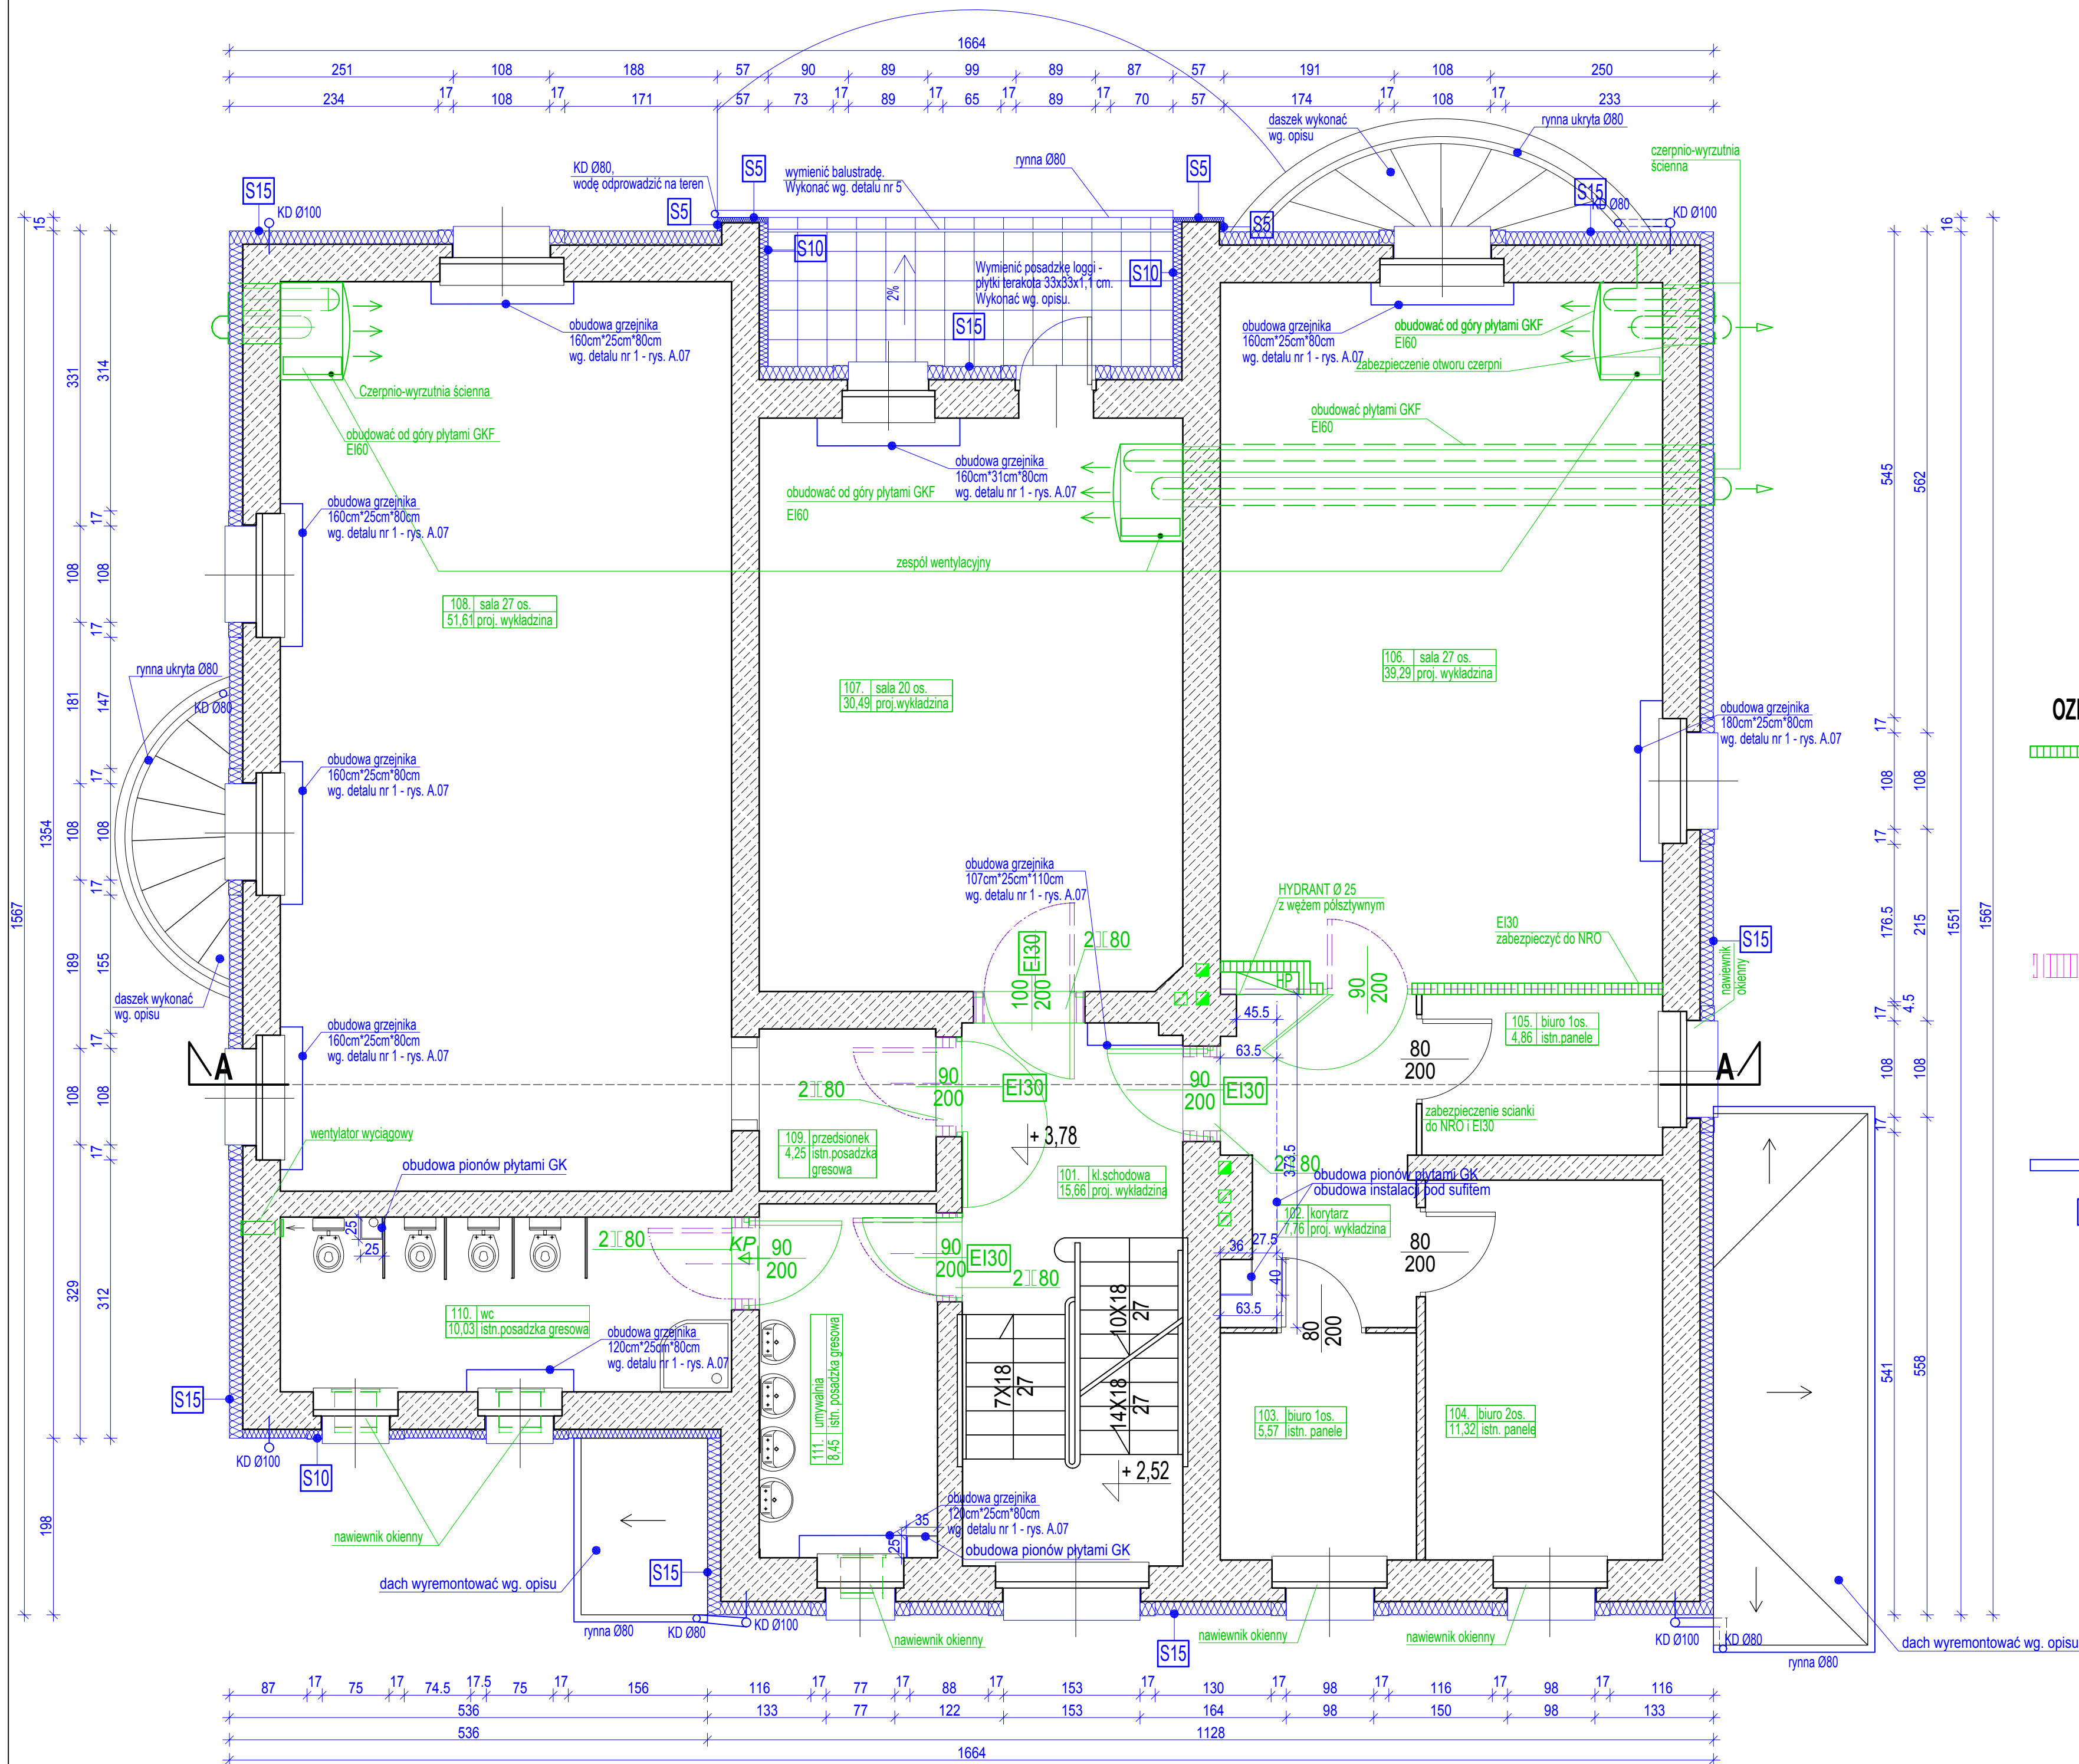 1664
251 108 188 57 90 89 99 89 87 57 191 108 250
234 17 108 17 171 57 73 17 89 17 65 17 89 17 70 57 174 17 108 17 233
daszek wykonać
wg. opisu
rynna ukryta Ø80
czerpnio-wyrzutnia
ścienna
KD Ø80,
wodę odprowadzić na teren
S5
wymienić balustradę.
Wykonać wg. detalu nr 5
rynna Ø80
S5
S15
KD Ø100
S5
S5
S15
KD Ø80
KD Ø100
S10
S10
2%
Wymienić posadzkę loggi -
płytki terakota 33x33x1,1 cm.
Wykonać wg. opisu.
S15
obudowa grzejnika
160cm*25cm*80cm
wg. detalu nr 1 - rys. A.07
obudowa grzejnika
160cm*25cm*80cm
wg. detalu nr 1 - rys. A.07
obudować od góry płytami GKF
EI60
zabezpieczenie otworu czerpni
Czerpnio-wyrzutnia ścienna
obudować od góry płytami GKF
EI60
obudować płytami GKF
EI60
obudowa grzejnika
160cm*31cm*80cm
wg. detalu nr 1 - rys. A.07
obudować od góry płytami GKF
EI60
obudowa grzejnika
160cm*25cm*80cm
wg. detalu nr 1 - rys. A.07
zespół wentylacyjny
108. sala 27 os.
51,61 proj. wykładzina
107. sala 20 os.
30,49 proj.wykładzina
106. sala 27 os.
39,29 proj. wykładzina
rynna ukryta Ø80
KD Ø80
obudowa grzejnika
180cm*25cm*80cm
wg. detalu nr 1 - rys. A.07
obudowa grzejnika
160cm*25cm*80cm
wg. detalu nr 1 - rys. A.07
obudowa grzejnika
107cm*25cm*110cm
wg. detalu nr 1 - rys. A.07
HYDRANT Ø 25
z wężem półsztywnym
EI30
zabezpieczyć do NRO
S15
nawiewnik
okienny
daszek wykonać
wg. opisu
100
200
EI30
2 80
HP
90
200
45.5
63.5
105. biuro 1os.
4,86 istn.panele
obudowa grzejnika
160cm*25cm*80cm
wg. detalu nr 1 - rys. A.07
A
A
80
200
2 80
90
200
EI30
90
200
EI30
zabezpieczenie scianki
do NRO i EI30
wentylator wyciągowy
+ 3,78
109. przedsionek
4,25 istn.posadzka
gresowa
obudowa pionów płytami GK
101. kl.schodowa
15,66 proj. wykładzina
2 80
373.5
obudowa pionów płytami GK
obudowa instalacji pod sufitem
102. korytarz
7,76 proj. wykładzina
25
25
2 80
KP 90
200
90
200
EI30
2 80
36 27.5
40
63.5
80
200
80
200
110. wc
10,03 istn.posadzka gresowa
obudowa grzejnika
120cm*25cm*80cm
wg. detalu nr 1 - rys. A.07
111. umywalnia
8,45 istn. posadzka gresowa
7X18
27
10X18
27
14X18
27
+ 2,52
103. biuro 1os.
5,57 istn. panele
104. biuro 2os.
11,32 istn. panele
S15
KD Ø100
S10
nawiewnik okienny
obudowa grzejnika
120cm*25cm*80cm
wg. detalu nr 1 - rys. A.07
35
25
obudowa pionów płytami GK
dach wyremontować wg. opisu
S15
rynna Ø80
KD Ø80
KD Ø100
nawiewnik okienny
S15
nawiewnik okienny
nawiewnik okienny
KD Ø100
KD Ø80
rynna Ø80
dach wyremontować wg. opisu
87 17 75 17 74.5 17.5 75 17 156 116 17 77 17 88 17 153 17 130 17 98 17 116 17 98 17 116
536 133 77 122 153 164 98 150 98 133
536 1128
1664
1567
15 1354 198
331 108 181 108 189 108 329
314 17 108 17 147 17 108 17 155 17 108 17 312
545 17 108 17 176.5 4.5 17 108 17 541
562 108 215 108 558
16 1551
1567